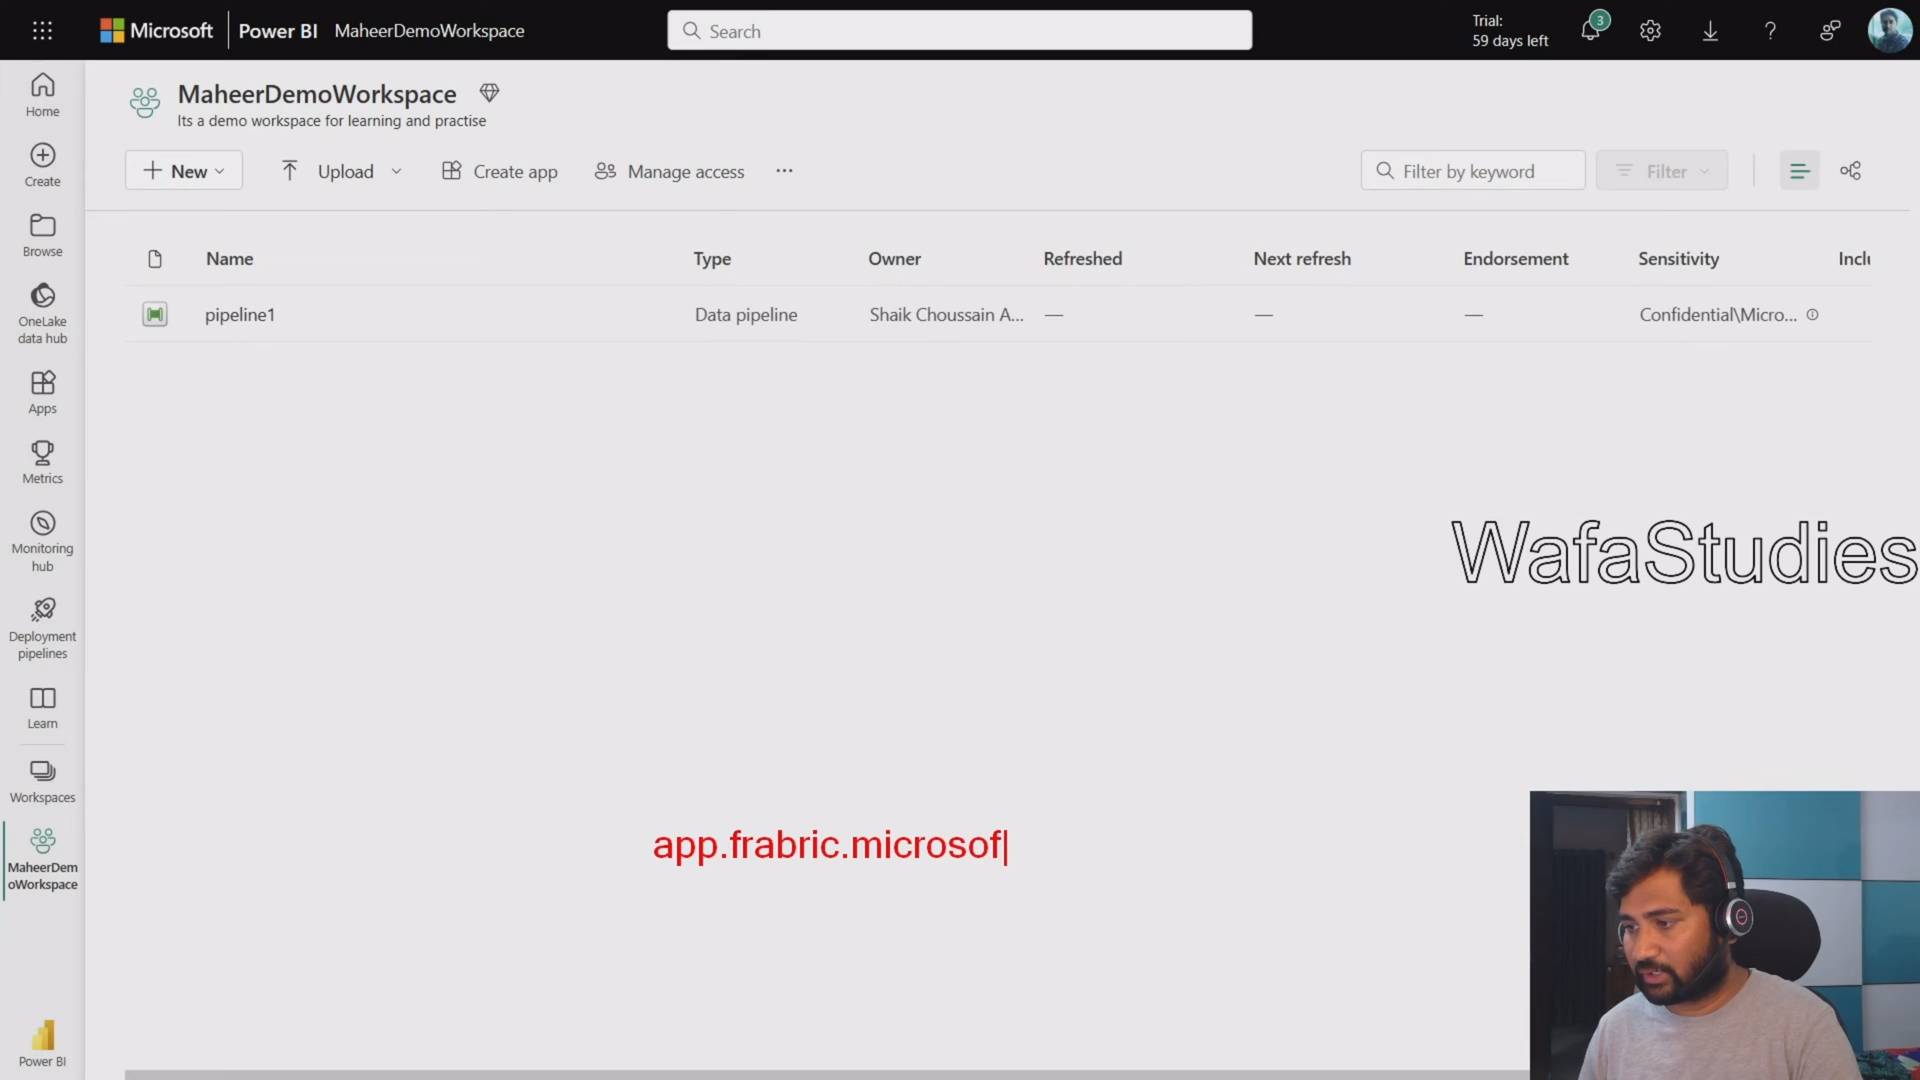 Microsoft Power BI MaheerDemoWorkspace
Search
Trial:
59 days left
3
?
Home
Create
Browse
OneLake
data hub
Apps
Metrics
Monitoring
hub
Deployment
pipelines
Learn
Workspaces
MaheerDem
oWorkspace
Power BI
MaheerDemoWorkspace
Its a demo workspace for learning and practise
New
Upload
Create app
Manage access
...
Filter by keyword
Filter
Name Type Owner Refreshed Next refresh Endorsement Sensitivity Inclu
pipeline1 Data pipeline Shaik Choussain A... — — — Confidential\Micro...
WafaStudies
app.frabric.microsof